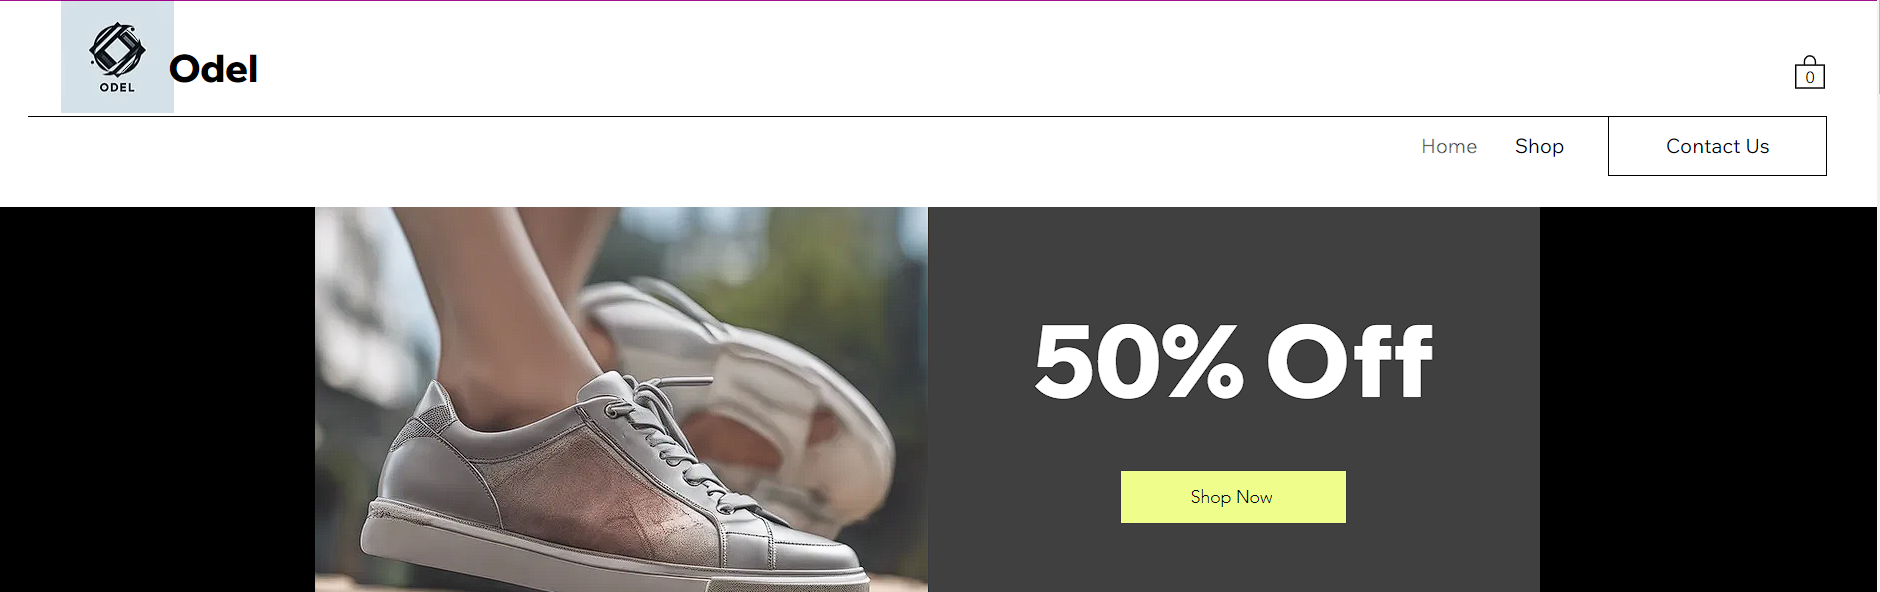 ODEL
Odel
0
Home
Shop
Contact Us
50% Off
Shop Now